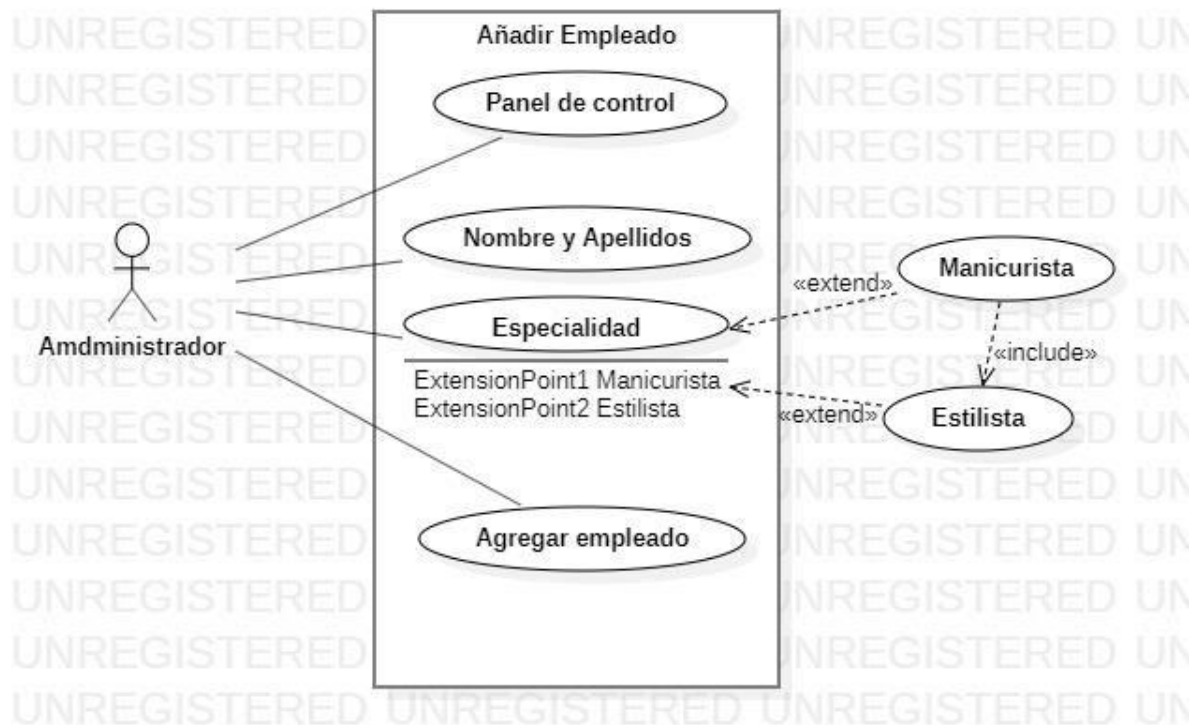 Añadir Empleado
Panel de control
Nombre y Apellidos
Manicurista
«extend»
Especialidad
Amdministrador
«include»
ExtensionPoint1 Manicurista
ExtensionPoint2 Estilista
«extend»
Estilista
Agregar empleado
UNREGISTERED